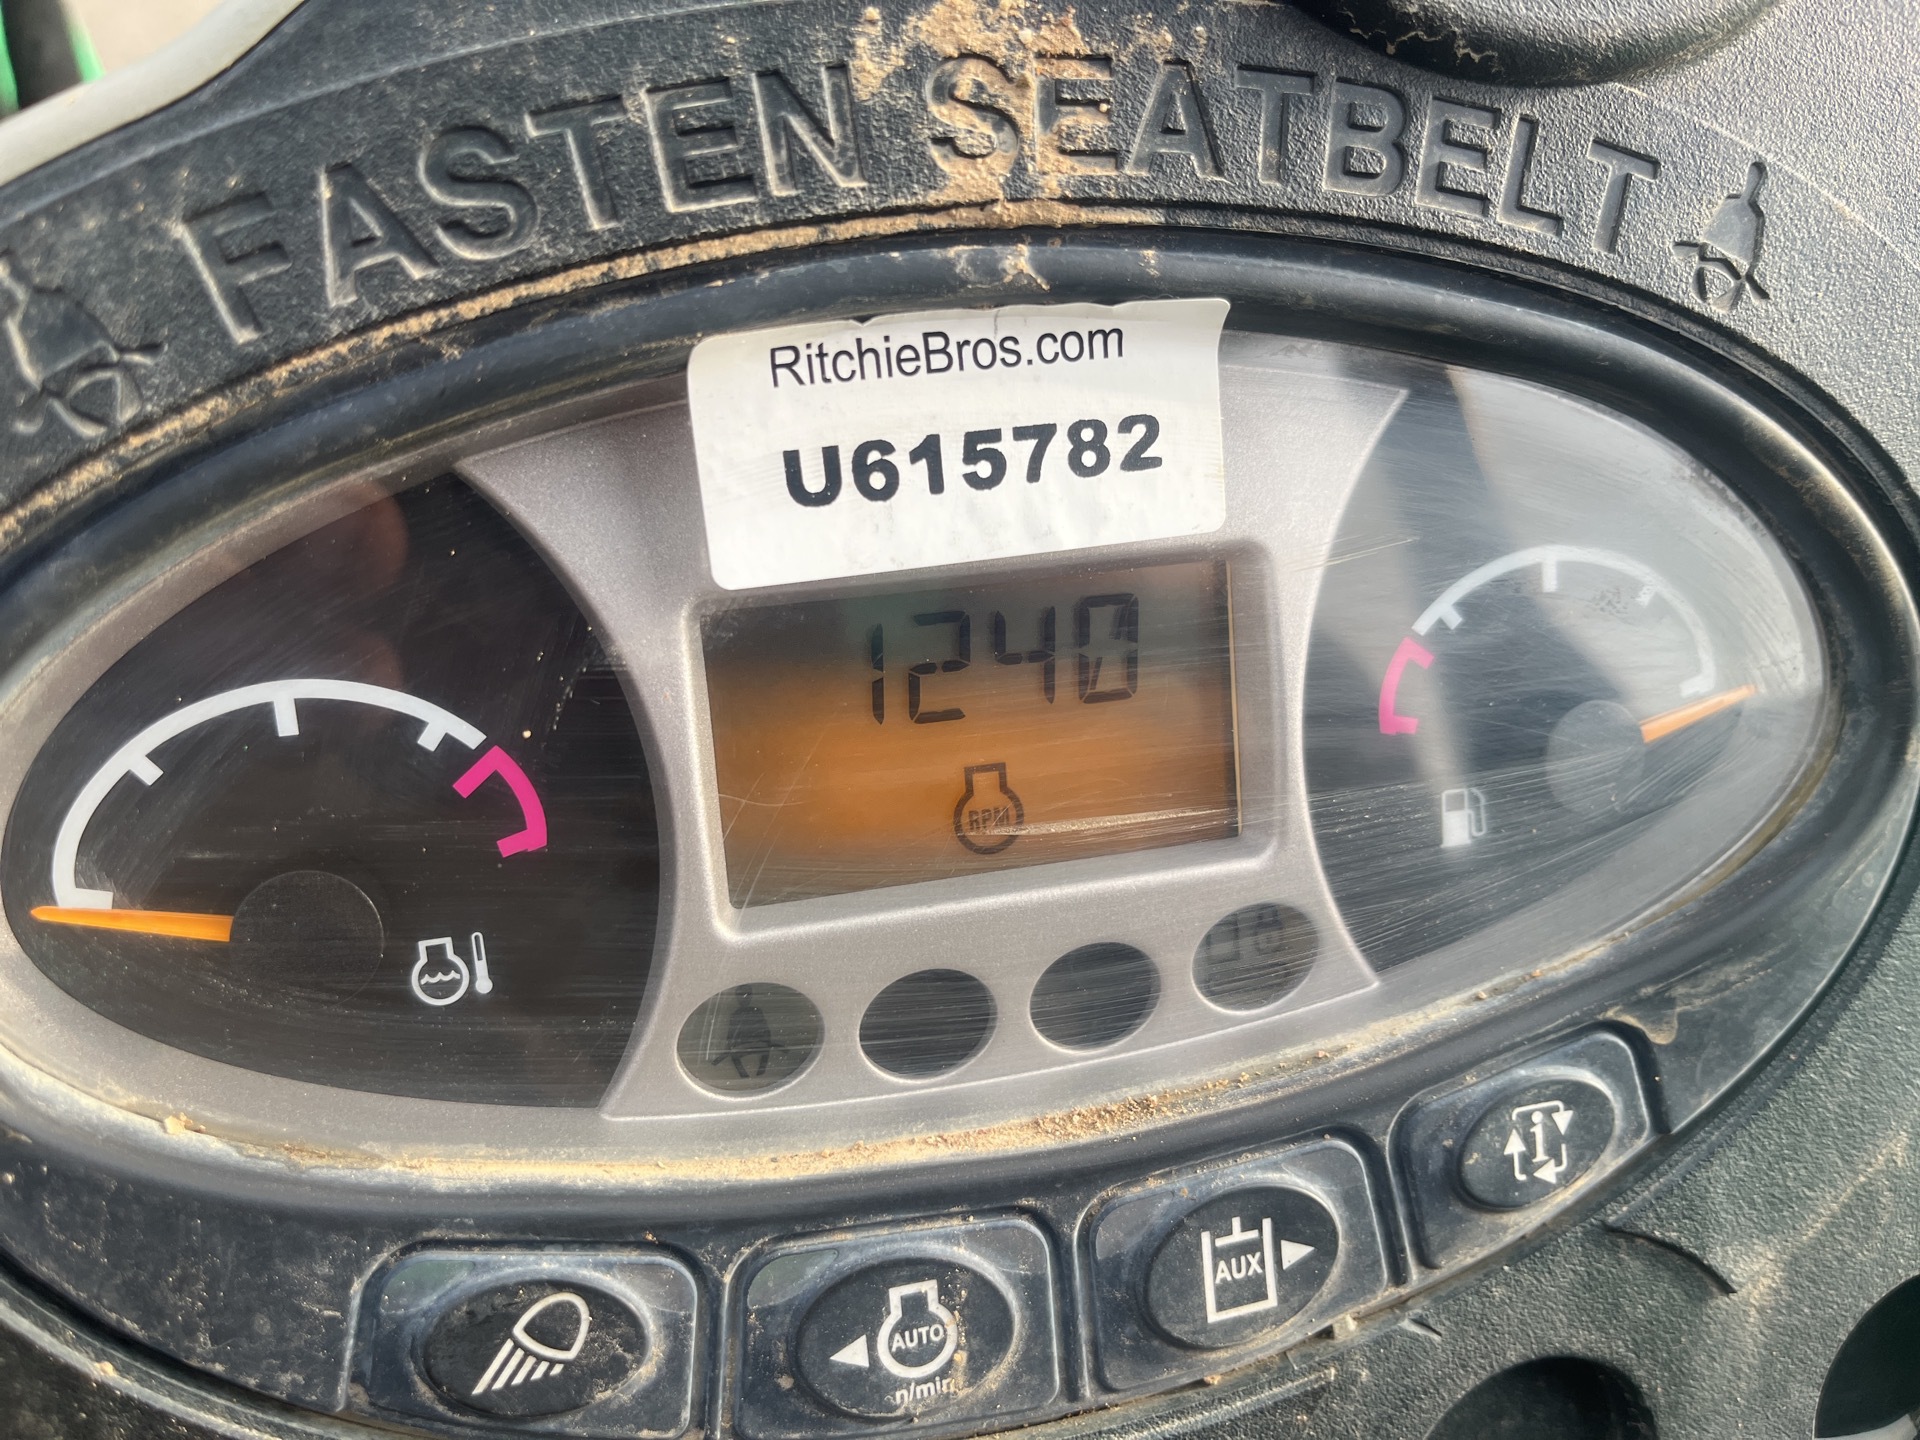 FASTEN SEATBELT
RitchieBros.com
U615782
1240
RPM
AUTO
n/min
AUX
i